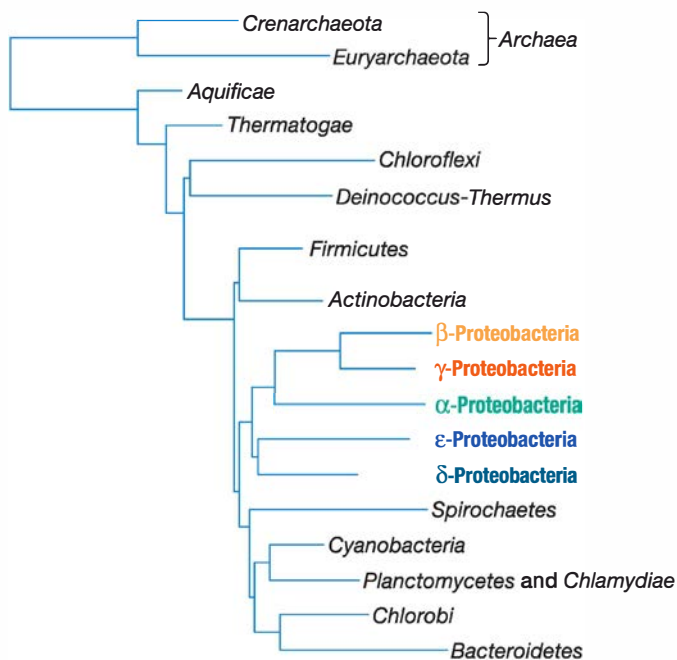 Crenarchaeota
Archaea
Euryarchaeota
Aquificae
Thermatogae
Chloroflexi
Deinococcus-Thermus
Firmicutes
Actinobacteria
β-Proteobacteria
γ-Proteobacteria
α-Proteobacteria
ε-Proteobacteria
δ-Proteobacteria
Spirochaetes
Cyanobacteria
Planctomycetes and Chlamydiae
Chlorobi
Bacteroidetes